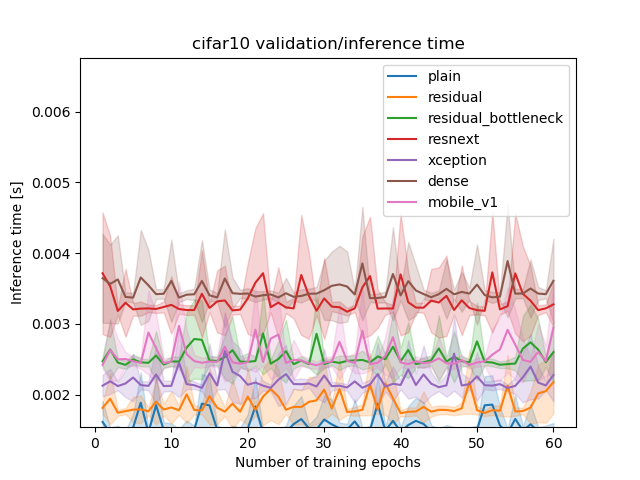 cifar10 validation/inference time
plain
residual
residual_bottleneck
resnext
xception
dense
mobile_v1
Inference time [s]
0.006
0.005
0.004
0.003
0.002
0
10
20
30
40
50
60
Number of training epochs